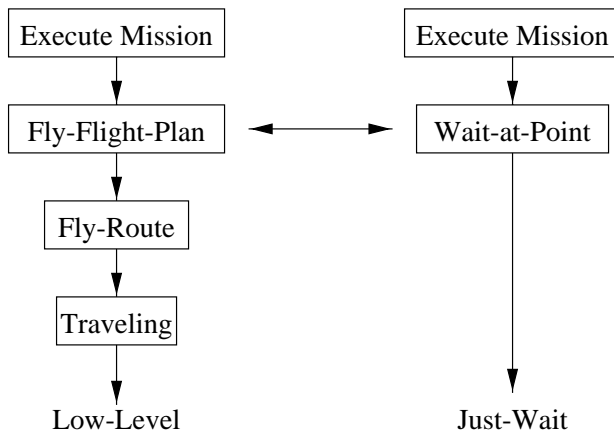 Execute Mission
Execute Mission
Fly-Flight-Plan
Wait-at-Point
Fly-Route
Traveling
Low-Level
Just-Wait